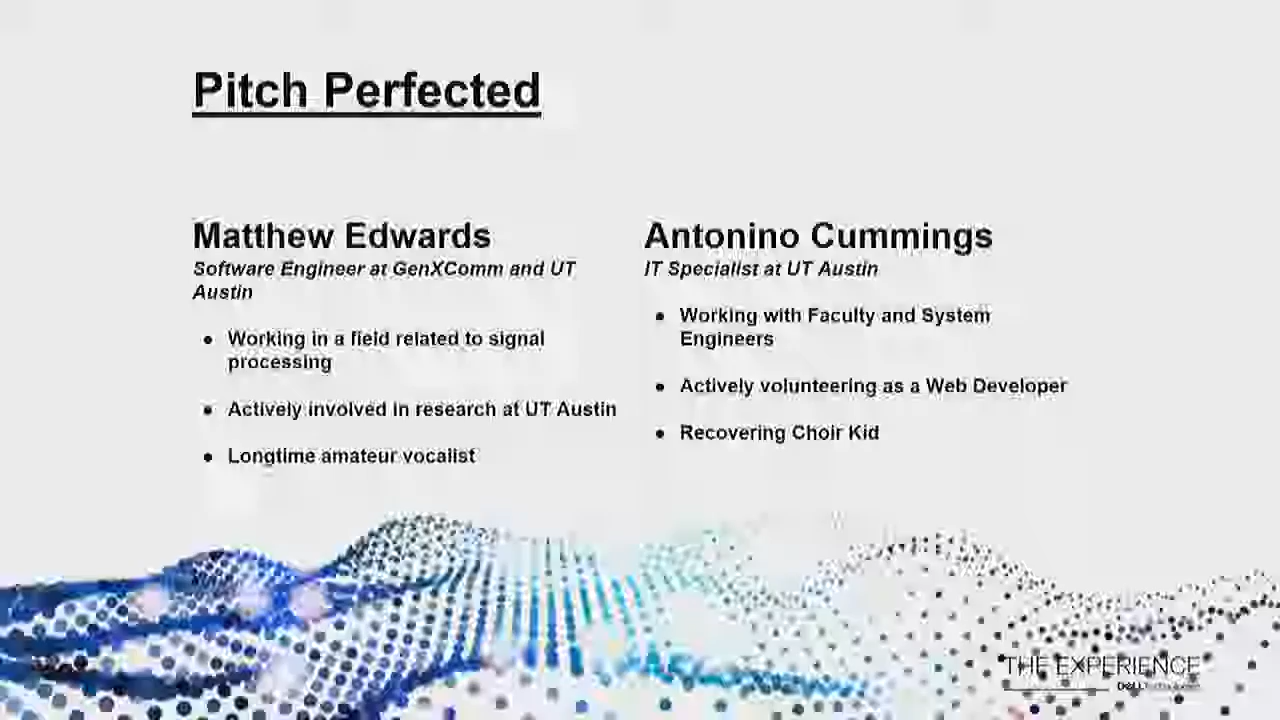 Pitch Perfected
Matthew Edwards
Software Engineer at GenXComm and UT
Austin
● Working in a field related to signal
processing
● Actively involved in research at UT Austin
● Longtime amateur vocalist
Antonino Cummings
IT Specialist at UT Austin
● Working with Faculty and System
Engineers
● Actively volunteering as a Web Developer
● Recovering Choir Kid
THE EXPERIENCE
DELL Technologies